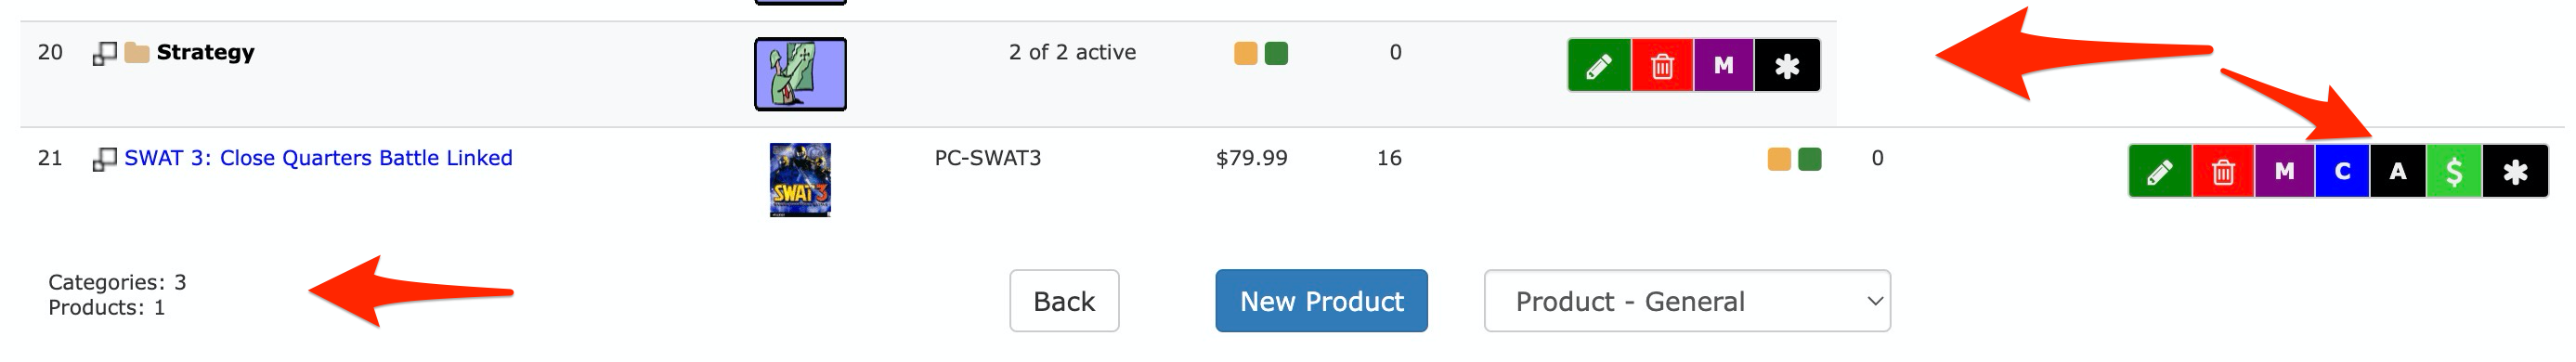 20 Strategy 2 of 2 active 0 M
21 SWAT 3: Close Quarters Battle Linked SWAT 3 PC-SWAT3 $79.99 16 0 M C A $
Categories: 3
Products: 1
Back New Product Product - General